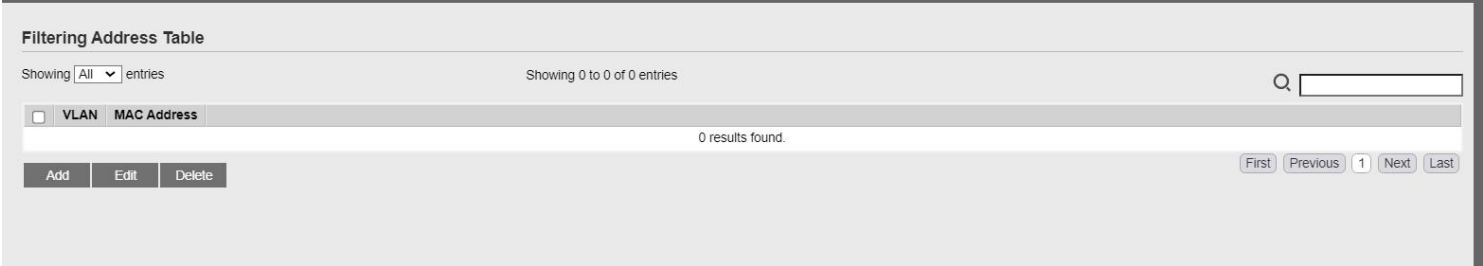 Filtering Address Table
Showing All entries Showing 0 to 0 of 0 entries
VLAN MAC Address
0 results found.
Add Edit Delete First Previous 1 Next Last